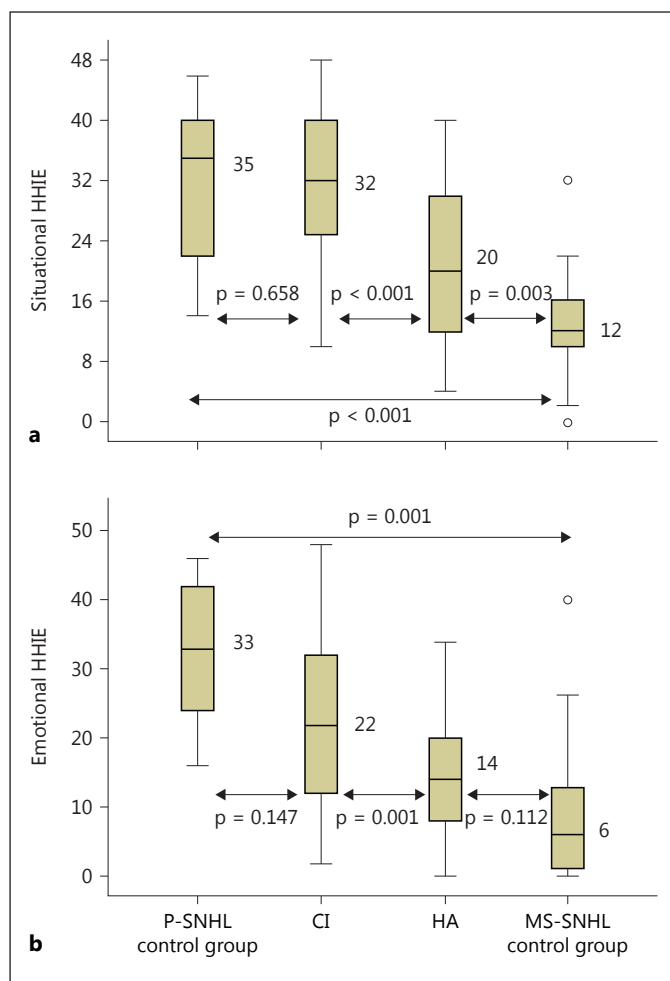 48
40
35
32
32
24
20
p = 0.658
p < 0.001
p = 0.003
16
12
8
p < 0.001
0
Situational HHIE
a
p = 0.001
50
40
33
30
22
20
14
10
p = 0.147
p = 0.001
p = 0.112
6
0
Emotional HHIE
P-SNHL
control group
CI
HA
MS-SNHL
control group
b